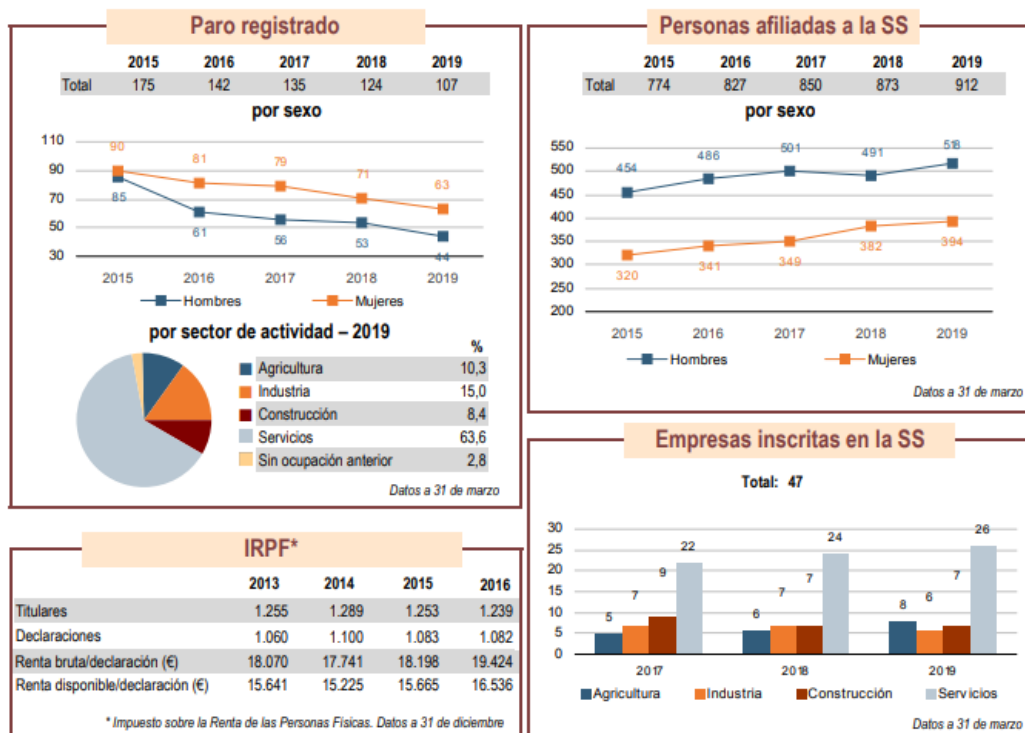 Paro registrado
2015 2016 2017 2018 2019
Total 175 142 135 124 107
por sexo
110
90
70
50
30
90 81 79 71 63
85 61 56 53 44
2015 2016 2017 2018 2019
Hombres Mujeres
por sector de actividad – 2019
%
Agricultura 10,3
Industria 15,0
Construcción 8,4
Servicios 63,6
Sin ocupación anterior 2,8
Datos a 31 de marzo
IRPF*
2013 2014 2015 2016
Titulares 1.255 1.289 1.253 1.239
Declaraciones 1.060 1.100 1.083 1.082
Renta bruta/declaración (€) 18.070 17.741 18.198 19.424
Renta disponible/declaración (€) 15.641 15.225 15.665 16.536
* Impuesto sobre la Renta de las Personas Fisicas. Datos a 31 de diciembre
Personas afiliadas a la SS
2015 2016 2017 2018 2019
Total 774 827 850 873 912
por sexo
550
500
450
400
350
300
250
200
454 486 501 491 518
320 341 349 382 394
2015 2016 2017 2018 2019
Hombres Mujeres
Datos a 31 de marzo
Empresas inscritas en la SS
Total: 47
30
25
20
15
10
5
0
5 7 9 22 6 7 7 24 8 6 7 26
2017 2018 2019
Agricultura Industria Construcción Servicios
Datos a 31 de marzo